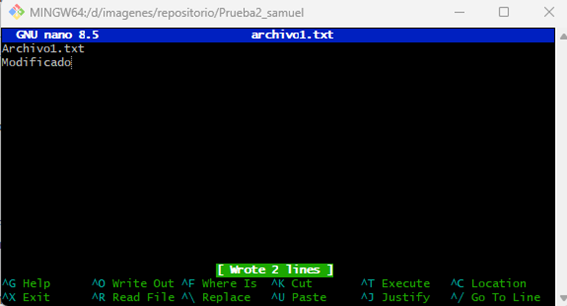 MINGW64:/d/imagenes/repositorio/Prueba2_samuel
GNU nano 8.5 archivo1.txt
Archivo1.txt
Modificado
[ Wrote 2 lines ]
^G Help ^O Write Out ^F Where Is ^K Cut ^T Execute ^C Location
^X Exit ^R Read File ^\ Replace ^U Paste ^J Justify ^/ Go To Line